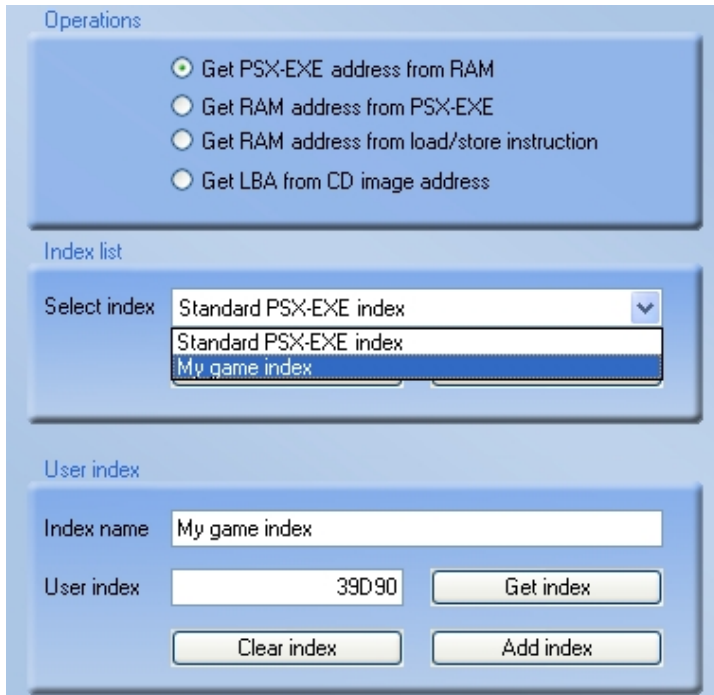 Operations
Get PSX-EXE address from RAM
Get RAM address from PSX-EXE
Get RAM address from load/store instruction
Get LBA from CD image address
Index list
Select index Standard PSX-EXE index
Standard PSX-EXE index
My game index
User index
Index name My game index
User index 39D90 Get index
Clear index Add index